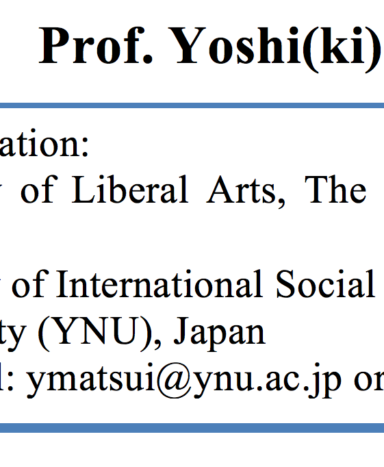 Prof. Yoshi(ki)
ation:
of Liberal Arts, The
of International Social
ty (YNU), Japan
: ymatsui@ynu.ac.jp or